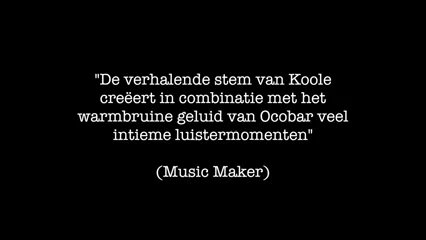 "De verhalende stem van Koole
creëert in combinatie met het
warmbruine geluid van Ocobar veel
intieme luistermomenten"
(Music Maker)